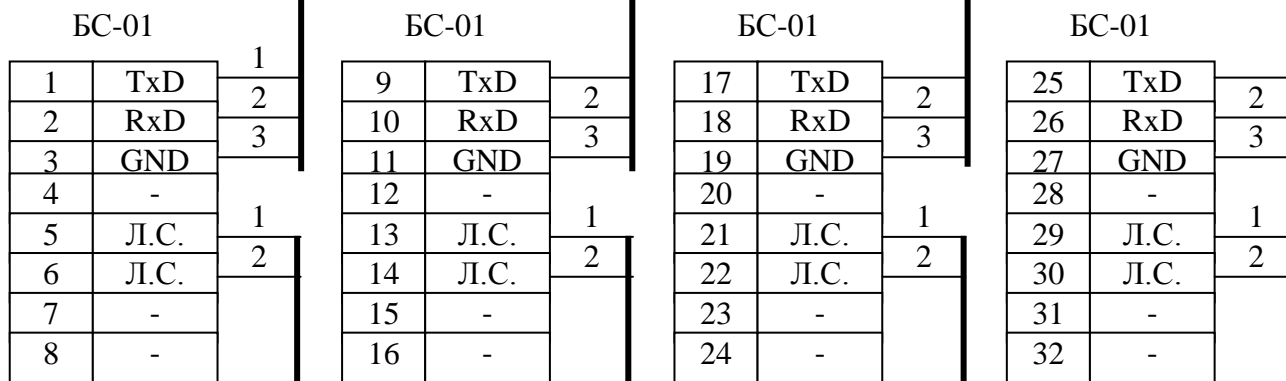 БС-01 БС-01 БС-01 БС-01
1
1 TxD 9 TxD 17 TxD 25 TxD
2 2 2 2
2 RxD 10 RxD 18 RxD 26 RxD
3 3 3 3
3 GND 11 GND 19 GND 27 GND
4 - 12 - 20 - 28 -
1 1 1 1
5 Л.С. 13 Л.С. 21 Л.С. 29 Л.С.
2 2 2 2
6 Л.С. 14 Л.С. 22 Л.С. 30 Л.С.
7 - 15 - 23 - 31 -
8 - 16 - 24 - 32 -